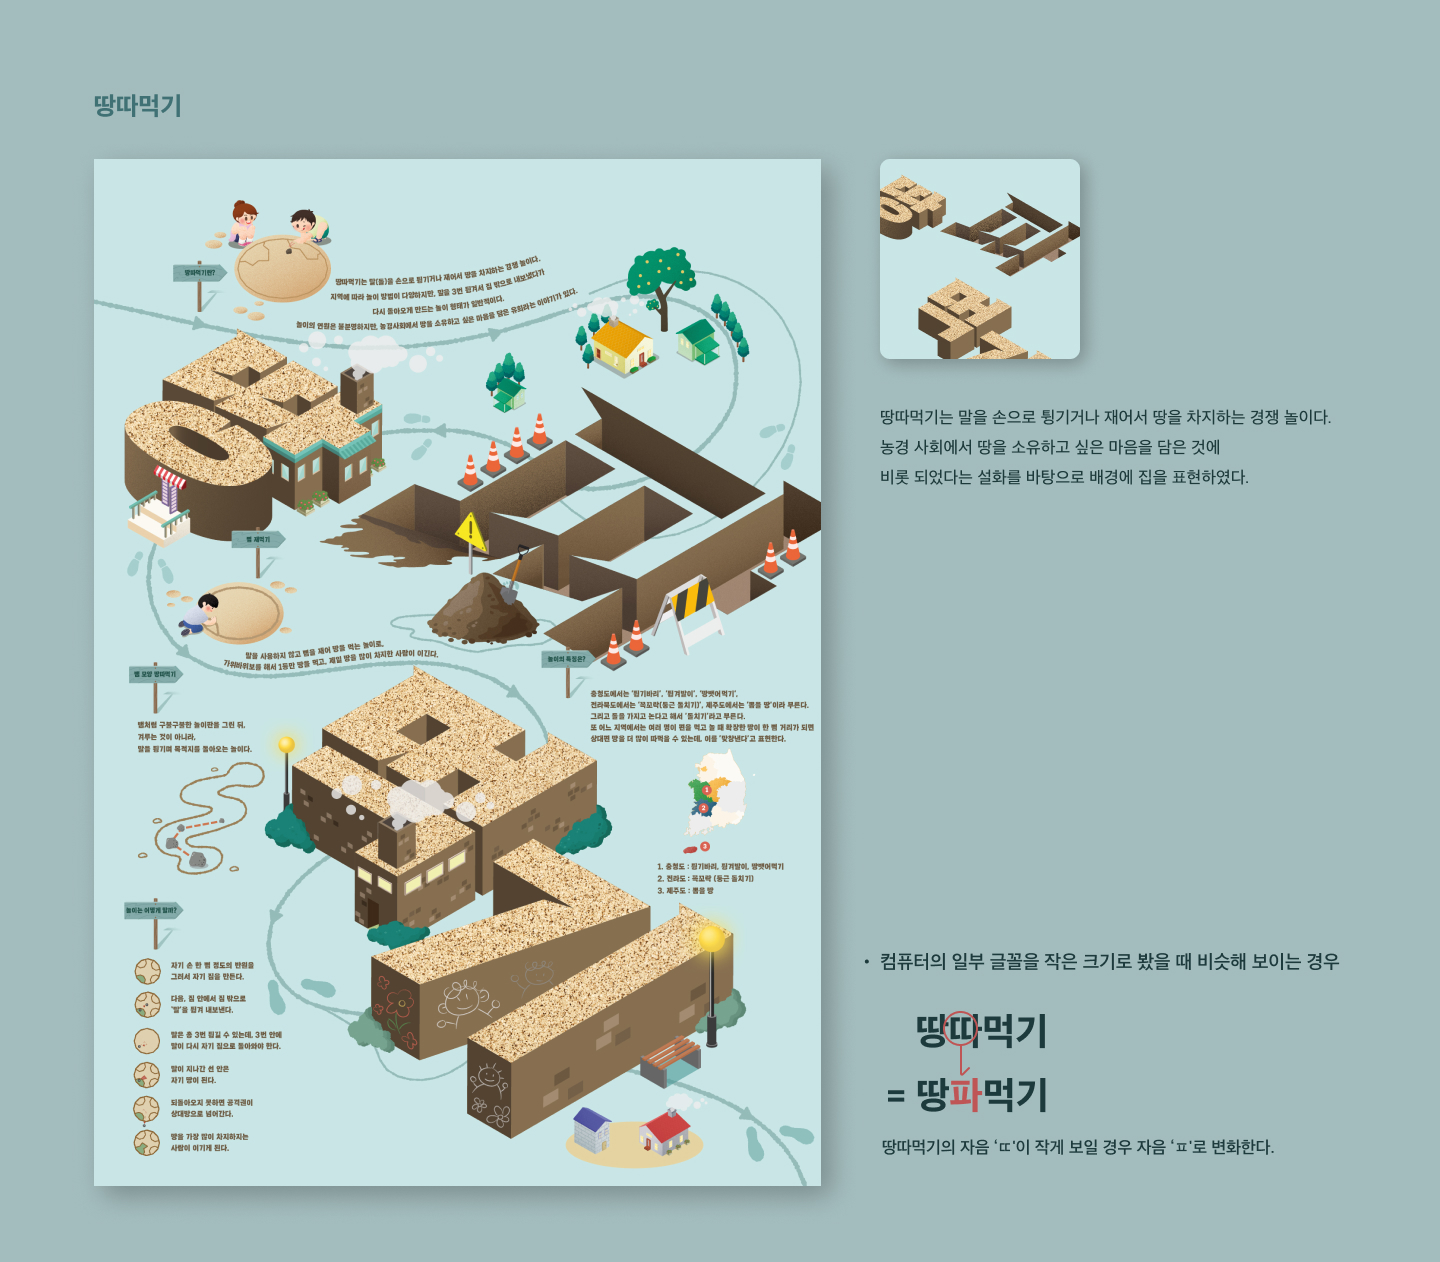 땅따먹기
땅따먹기란?
땅따먹기는 말(돌)을 손으로 튕기거나 재어서 땅을 차지하는 경쟁 놀이다.
지역에 따라 놀이 방법이 다양하지만, 말을 3번 튕겨서 집 밖으로 내보냈다가
다시 돌아오게 만드는 놀이 형태가 일반적이다.
놀이의 연원은 불분명하지만, 농경사회에서 땅을 소유하고 싶은 마음을 담은 유희라는 이야기가 있다.
땅
따
먹
기
뼘 재먹기
말을 사용하지 않고 뼘을 재어 땅을 먹는 놀이로,
가위바위보를 해서 1등만 땅을 먹고, 제일 땅을 많이 차지한 사람이 이긴다.
뱀 모양 땅따먹기
뱀처럼 구불구불한 놀이판을 그린 뒤,
겨루는 것이 아니라,
말을 튕기며 목적지를 돌아오는 놀이다.
놀이의 특징은?
충청도에서는 '튕기바리', '튕겨말이', '땅뺏어먹기',
전라북도에서는 '꼭꼬락(둥근 돌치기)', 제주도에서는 '뽐을 땅'이라 부른다.
그리고 돌을 가지고 논다고 해서 '돌치기'라고 부른다.
또 어느 지역에서는 여러 명이 편을 먹고 놀 때 확장한 땅이 한 뼘 거리가 되면
상대편 땅을 더 많이 따먹을 수 있는데, 이를 '맞창낸다'고 표현한다.
1
2
3
1. 충청도 : 튕기바리, 튕겨말이, 땅뺏어먹기
2. 전라도 : 꼭꼬락 (둥근 돌치기)
3. 제주도 : 뽐을 땅
놀이는 어떻게 할까?
자기 손 한 뼘 정도의 반원을
그려서 자기 집을 만든다.
다음, 집 안에서 집 밖으로
'말'을 튕겨 내보낸다.
말은 총 3번 튕길 수 있는데, 3번 안에
말이 다시 자기 집으로 돌아와야 한다.
말이 지나간 선 안은
자기 땅이 된다.
되돌아오지 못하면 공격권이
상대방으로 넘어간다.
땅을 가장 많이 차지하는
사람이 이기게 된다.
땅따먹기는 말을 손으로 튕기거나 재어서 땅을 차지하는 경쟁 놀이다.
농경 사회에서 땅을 소유하고 싶은 마음을 담은 것에
비롯 되었다는 설화를 바탕으로 배경에 집을 표현하였다.
• 컴퓨터의 일부 글꼴을 작은 크기로 봤을 때 비슷해 보이는 경우
땅따먹기
= 땅파먹기
땅따먹기의 자음 'ㄸ'이 작게 보일 경우 자음 'ㅍ'로 변화한다.